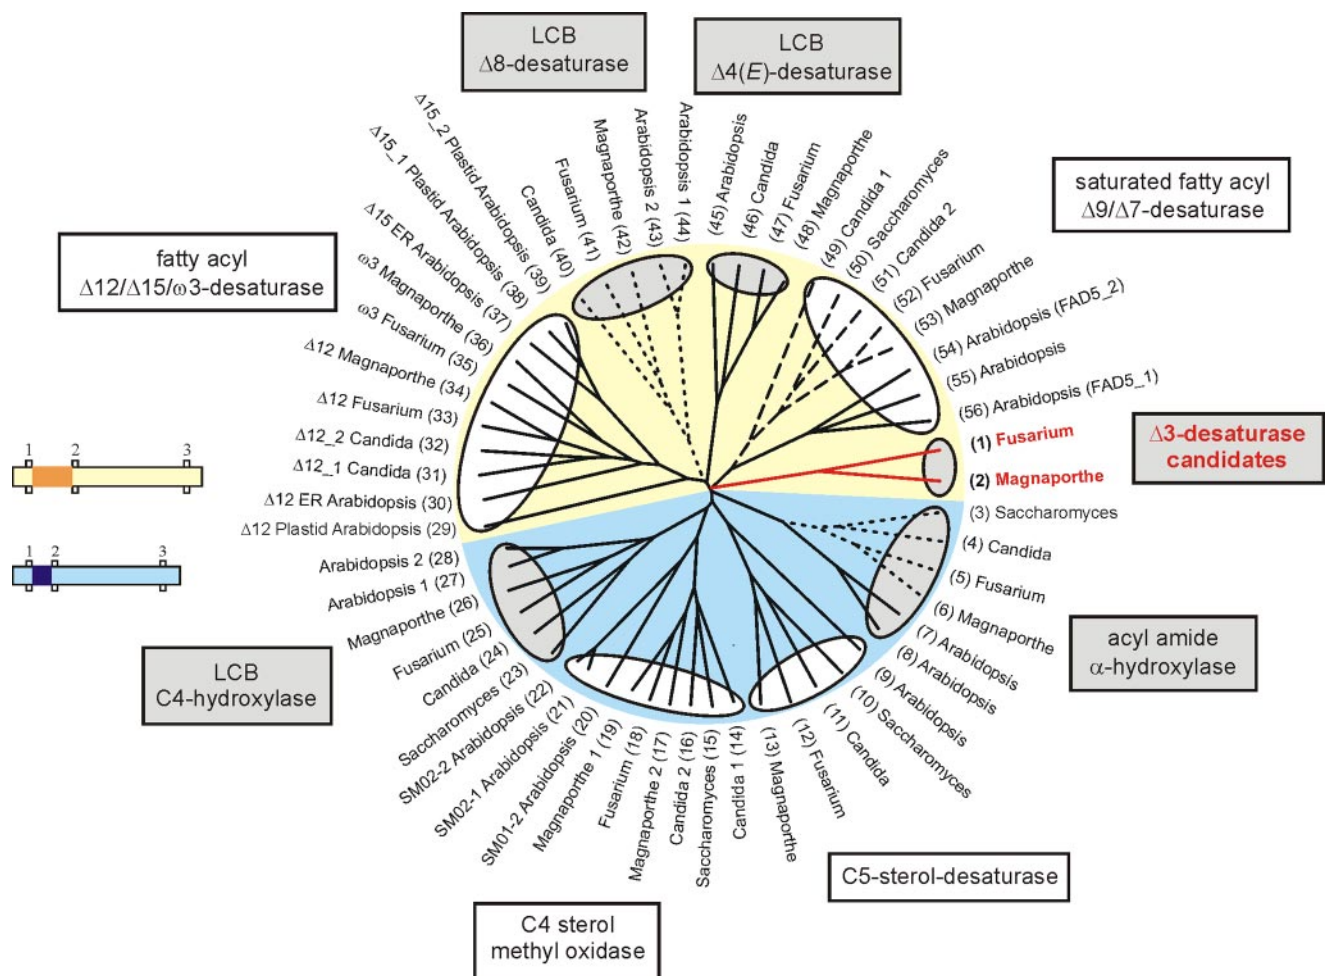 LCB
Δ8-desaturase
LCB
Δ4(E)-desaturase
saturated fatty acyl
Δ9/Δ7-desaturase
fatty acyl
Δ12/Δ15/ω3-desaturase
Δ3-desaturase
candidates
acyl amide
α-hydroxylase
LCB
C4-hydroxylase
C5-sterol-desaturase
C4 sterol
methyl oxidase
1 2 3
1 2 3
(1) Fusarium
(2) Magnaporthe
(3) Saccharomyces
(4) Candida
(5) Fusarium
(6) Magnaporthe
(7) Arabidopsis
(8) Arabidopsis
(9) Arabidopsis
(10) Saccharomyces
(11) Candida
(12) Fusarium
(13) Magnaporthe
Candida 1 (14)
Saccharomyces (15)
Candida 2 (16)
Magnaporthe 2 (17)
Fusarium (18)
Magnaporthe 1 (19)
SM01-2 Arabidopsis (20)
SM02-1 Arabidopsis (21)
SM02-2 Arabidopsis (22)
Saccharomyces (23)
Candida (24)
Fusarium (25)
Magnaporthe (26)
Arabidopsis 1 (27)
Arabidopsis 2 (28)
Δ12 Plastid Arabidopsis (29)
Δ12 ER Arabidopsis (30)
Δ12_1 Candida (31)
Δ12_2 Candida (32)
Δ12 Fusarium (33)
Δ12 Magnaporthe (34)
ω3 Fusarium (35)
ω3 Magnaporthe (36)
Δ15 ER Arabidopsis (37)
Δ15_1 Plastid Arabidopsis (38)
Δ15_2 Plastid Arabidopsis (39)
Candida (40)
Fusarium (41)
Magnaporthe (42)
Arabidopsis 2 (43)
Arabidopsis 1 (44)
(45) Arabidopsis
(46) Candida
(47) Fusarium
(48) Magnaporthe
(49) Candida 1
(50) Saccharomyces
(51) Candida 2
(52) Fusarium
(53) Magnaporthe
(54) Arabidopsis (FAD5_2)
(55) Arabidopsis
(56) Arabidopsis (FAD5_1)